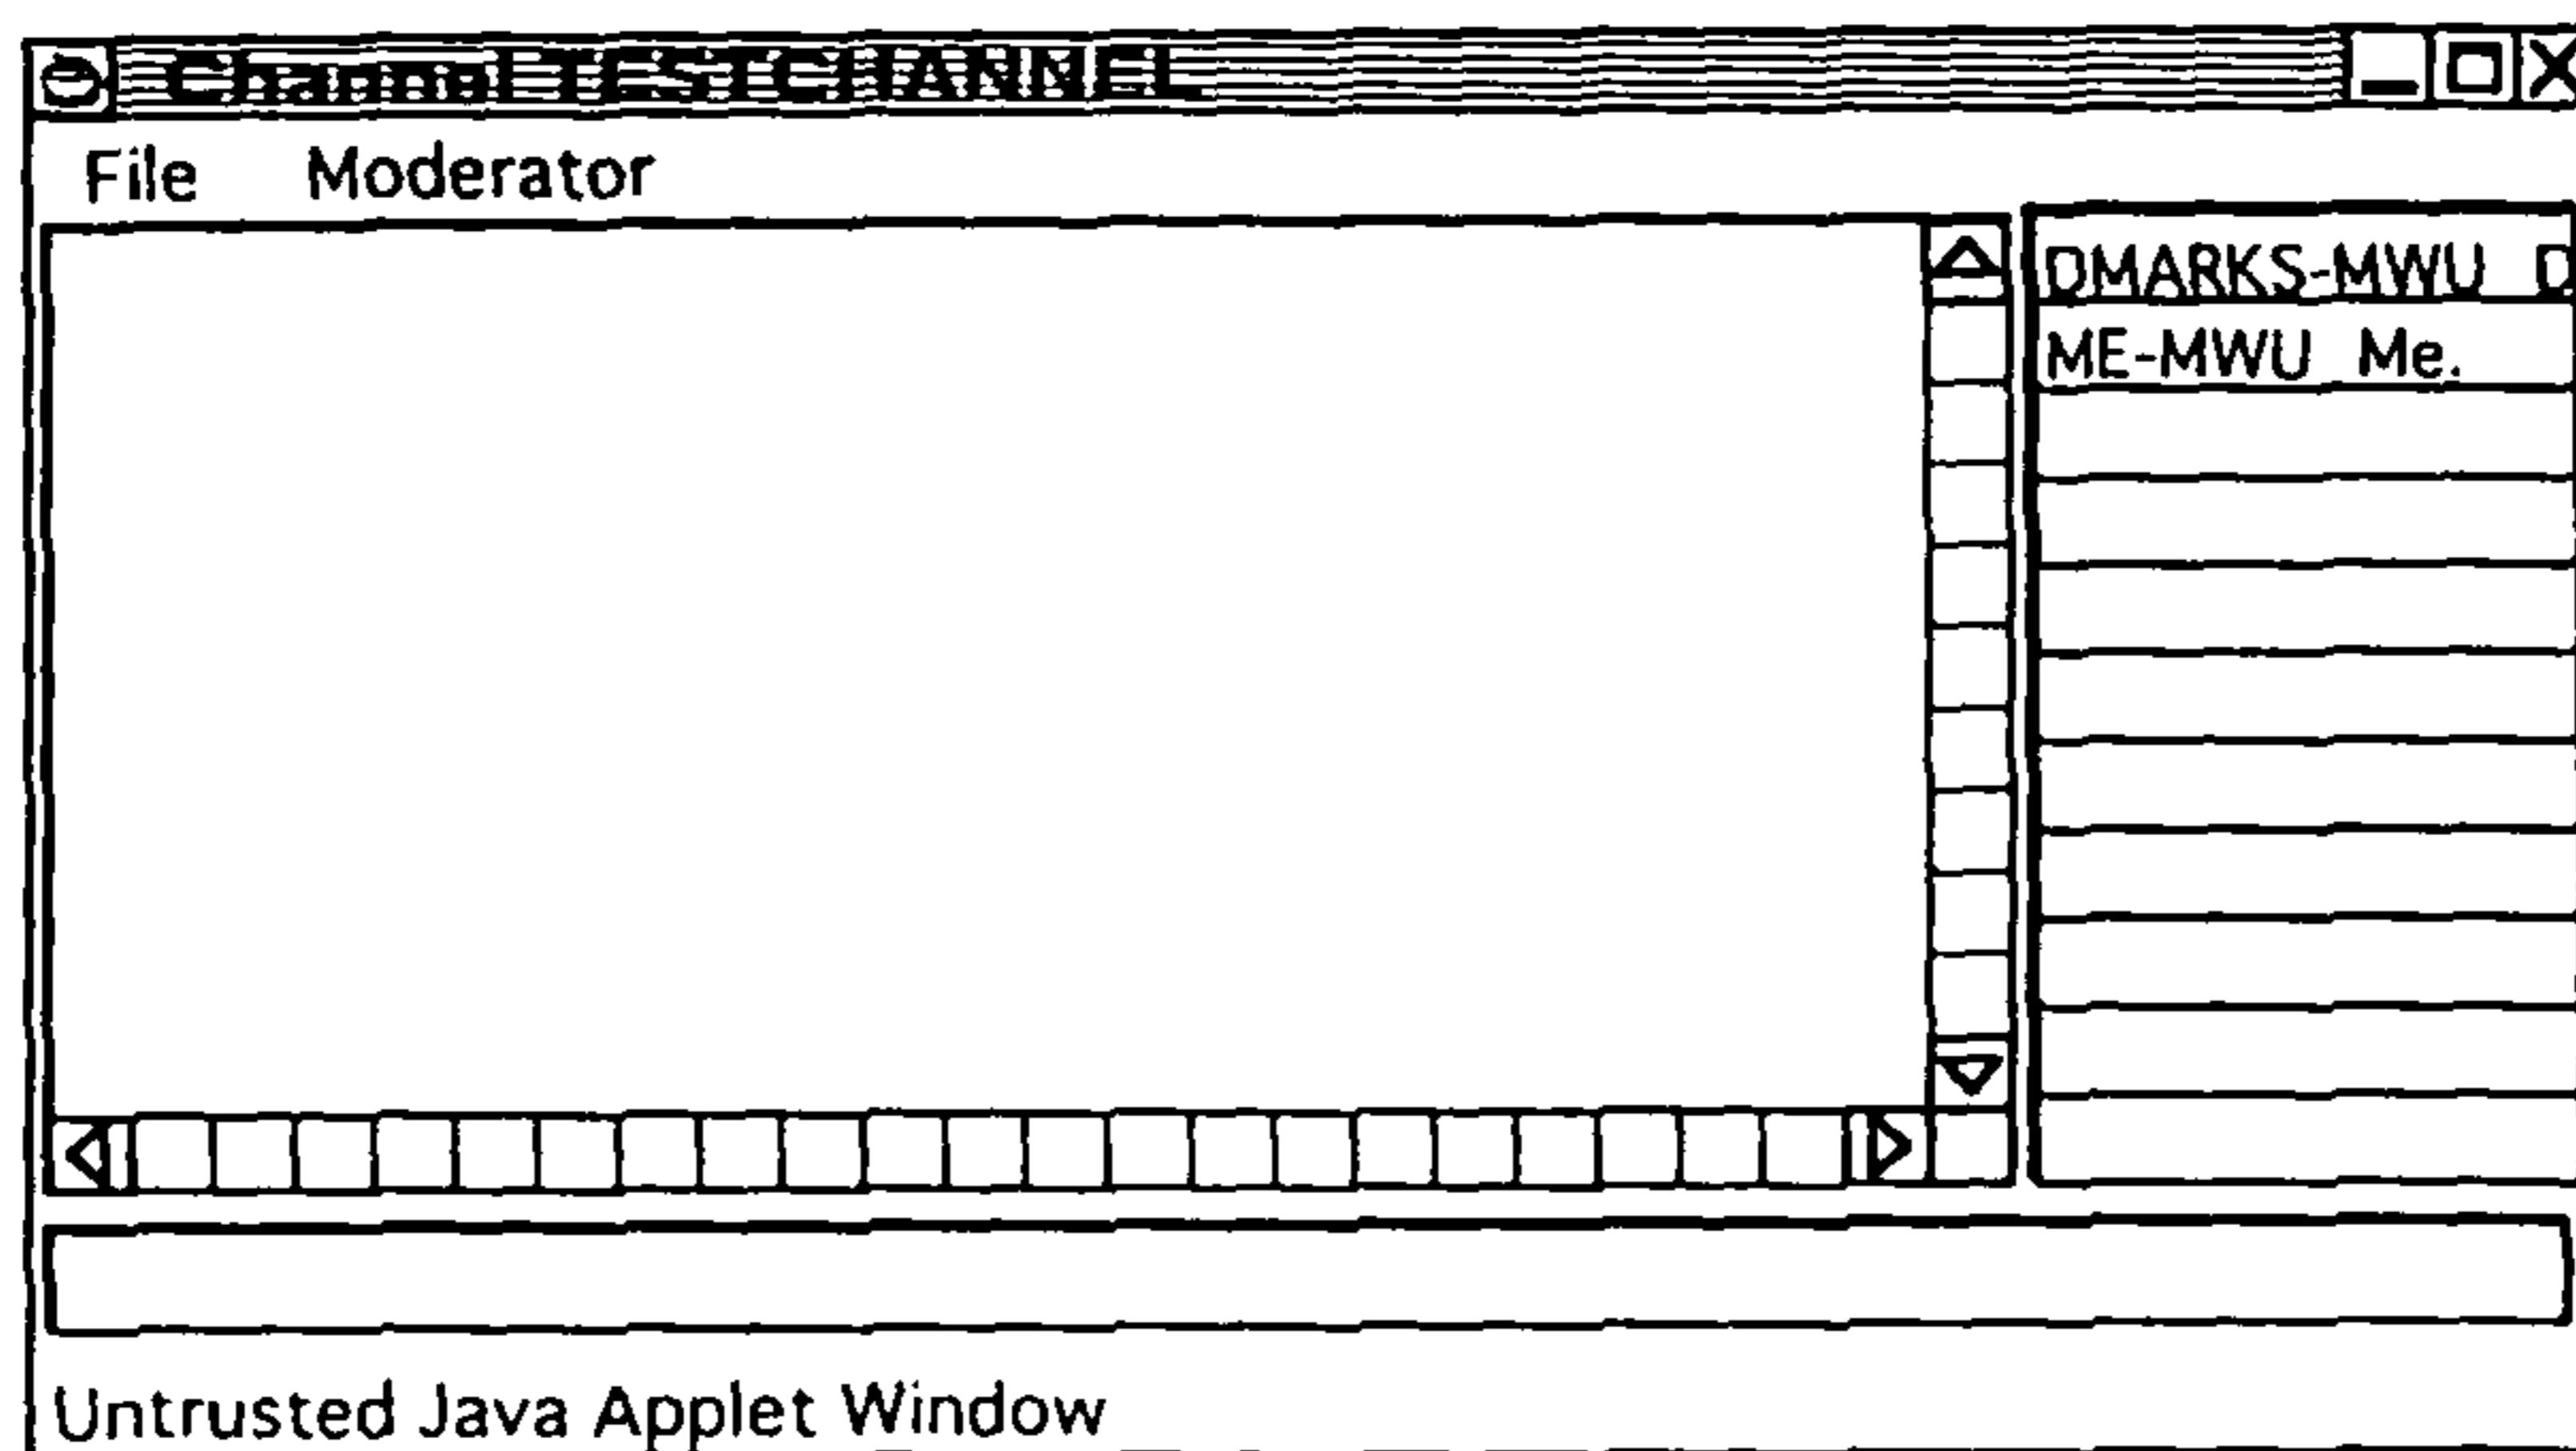 Channel TESTCHANNEL
File Moderator
DMARKS-MWU D
ME-MWU Me.
Untrusted Java Applet Window